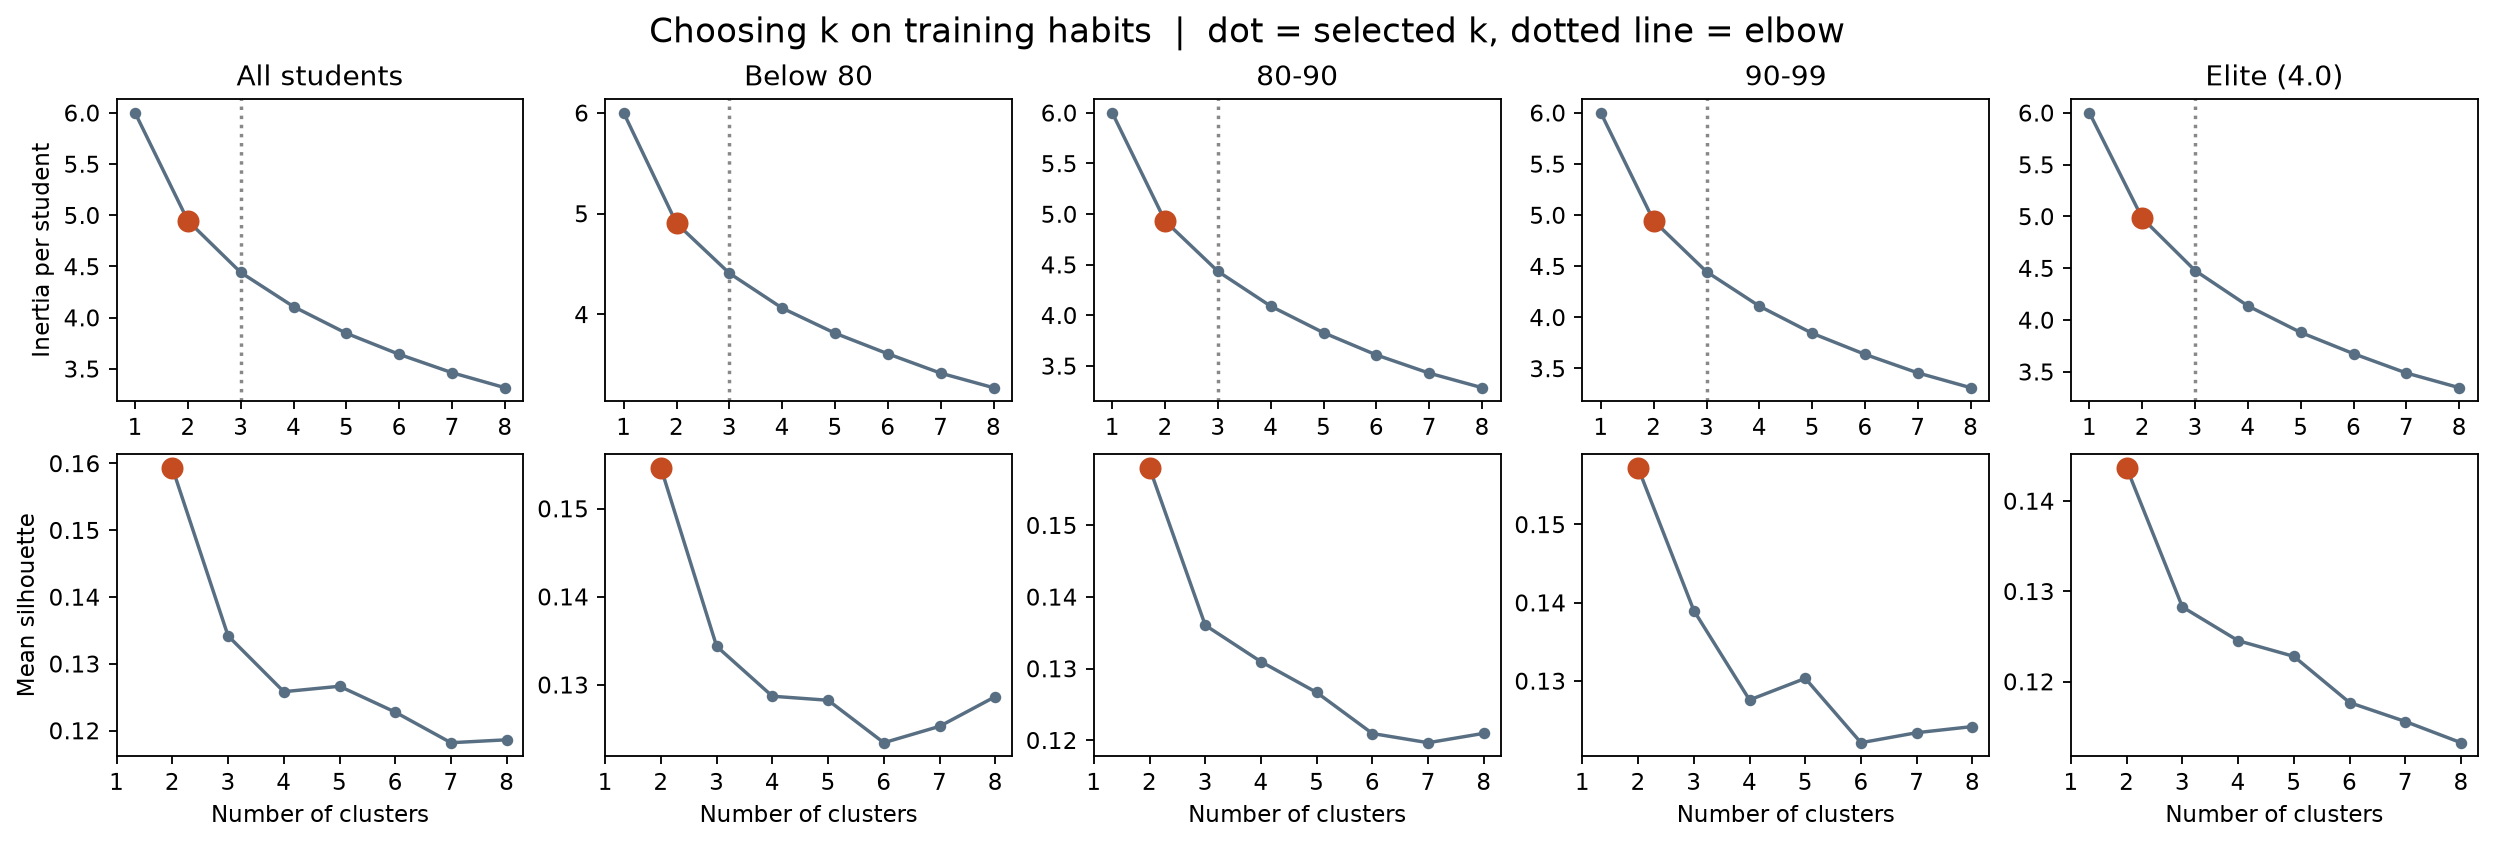 Choosing k on training habits | dot = selected k, dotted line = elbow
All students
Below 80
80-90
90-99
Elite (4.0)
Inertia per student
6.0
5.5
5.0
4.5
4.0
3.5
1 2 3 4 5 6 7 8
6
5
4
1 2 3 4 5 6 7 8
6.0
5.5
5.0
4.5
4.0
3.5
1 2 3 4 5 6 7 8
6.0
5.5
5.0
4.5
4.0
3.5
1 2 3 4 5 6 7 8
6.0
5.5
5.0
4.5
4.0
3.5
1 2 3 4 5 6 7 8
Mean silhouette
0.16
0.15
0.14
0.13
0.12
1 2 3 4 5 6 7 8
Number of clusters
0.15
0.14
0.13
1 2 3 4 5 6 7 8
Number of clusters
0.15
0.14
0.13
0.12
1 2 3 4 5 6 7 8
Number of clusters
0.15
0.14
0.13
1 2 3 4 5 6 7 8
Number of clusters
0.14
0.13
0.12
1 2 3 4 5 6 7 8
Number of clusters